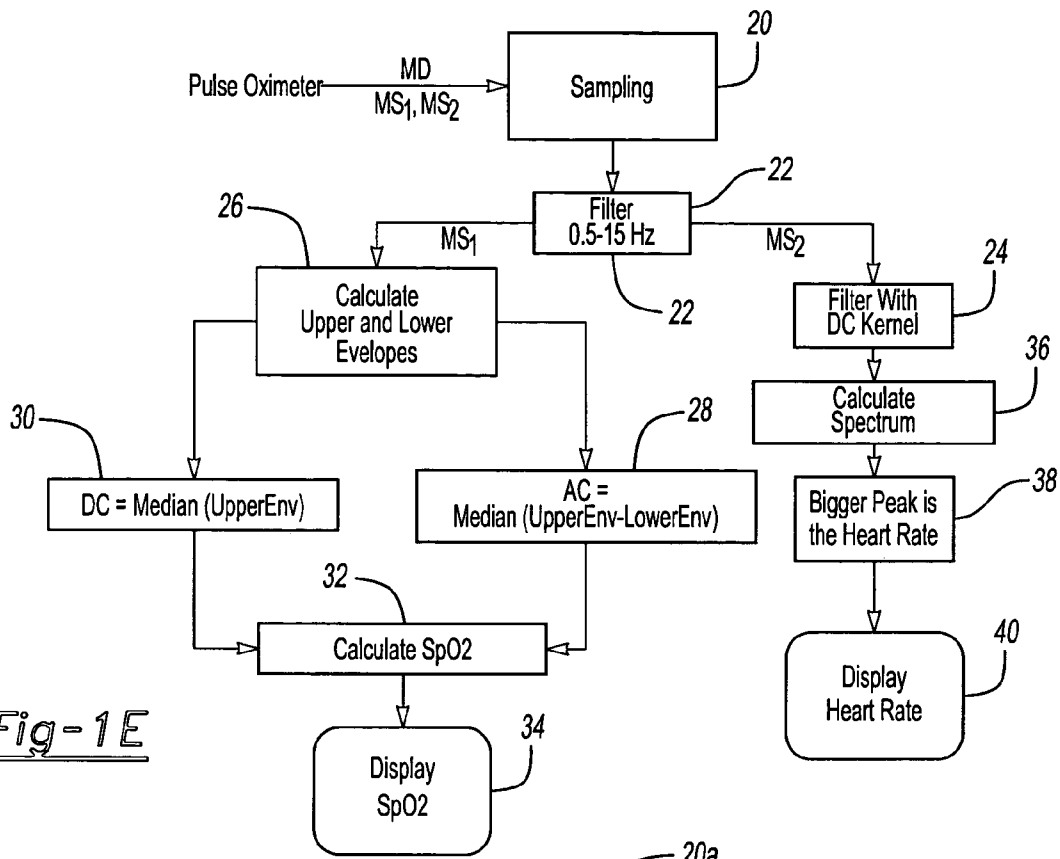 20
MD
Pulse Oximeter
MS1, MS2
Sampling
22
26
Filter
0.5-15 Hz
MS1
MS2
24
22
Calculate
Upper and Lower
Evelopes
Filter With
DC Kernel
36
Calculate
Spectrum
30
28
DC = Median (UpperEnv)
AC =
Median (UpperEnv-LowerEnv)
38
Bigger Peak is
the Heart Rate
32
Calculate SpO2
40
Display
Heart Rate
Fig-1E
34
Display
SpO2
20a